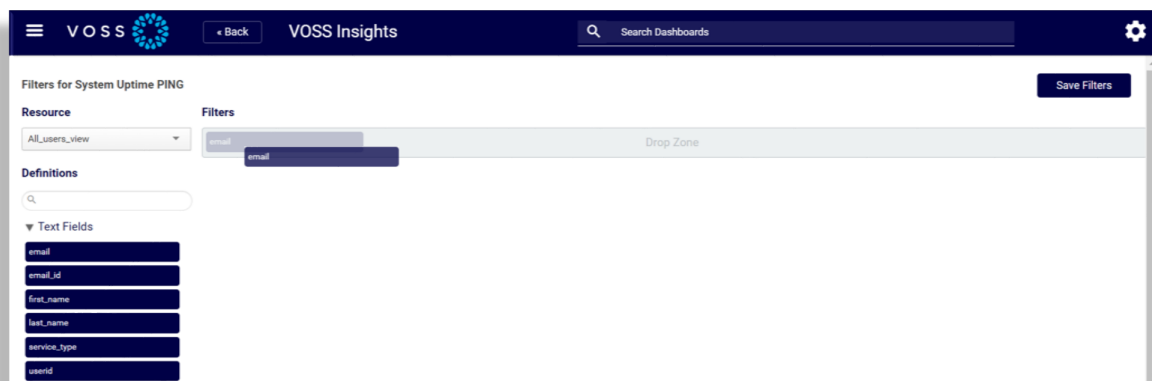 VOSS
« Back
VOSS Insights
Search Dashboards
Filters for System Uptime PING
Save Filters
Resource
Filters
All_users_view
email
Drop Zone
email
Definitions
▼ Text Fields
email
email_id
first_name
last_name
service_type
userid